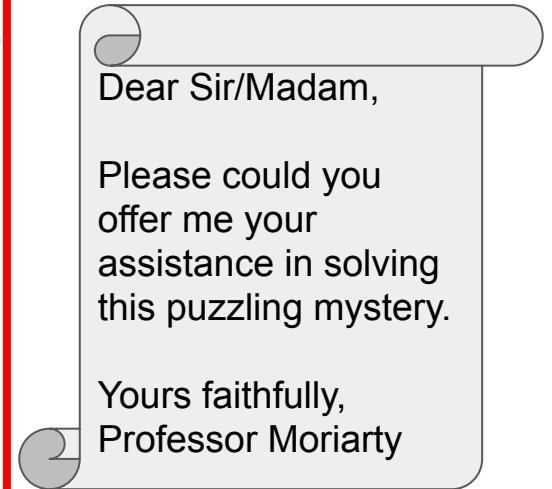 Dear Sir/Madam,
Please could you
offer me your
assistance in solving
this puzzling mystery.
Yours faithfully,
Professor Moriarty